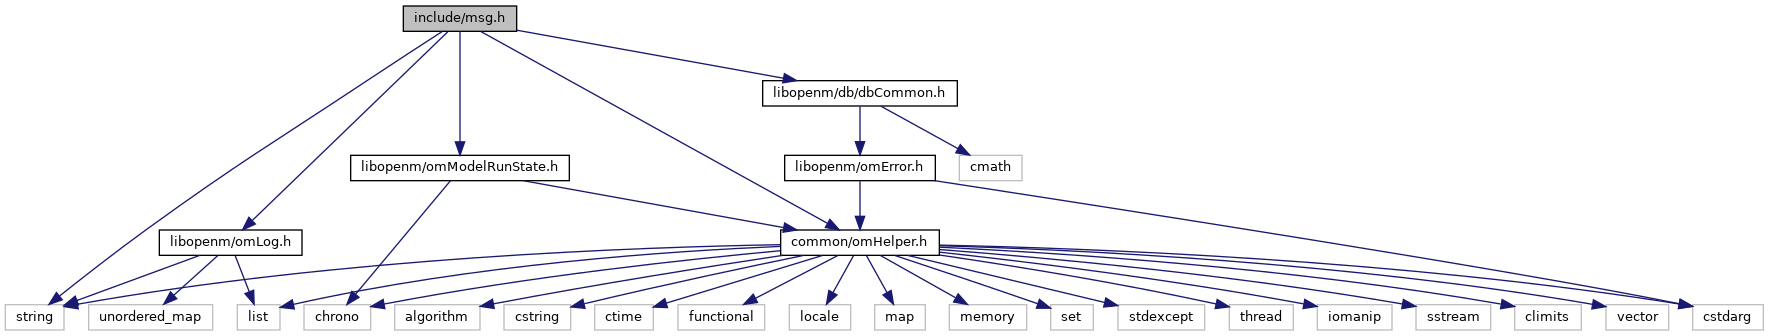 include/msg.h
libopenm/db/dbCommon.h
libopenm/omModelRunState.h
libopenm/omError.h
cmath
libopenm/omLog.h
common/omHelper.h
string
unordered_map
list
chrono
algorithm
cstring
ctime
functional
locale
map
memory
set
stdexcept
thread
iomanip
sstream
climits
vector
cstdarg